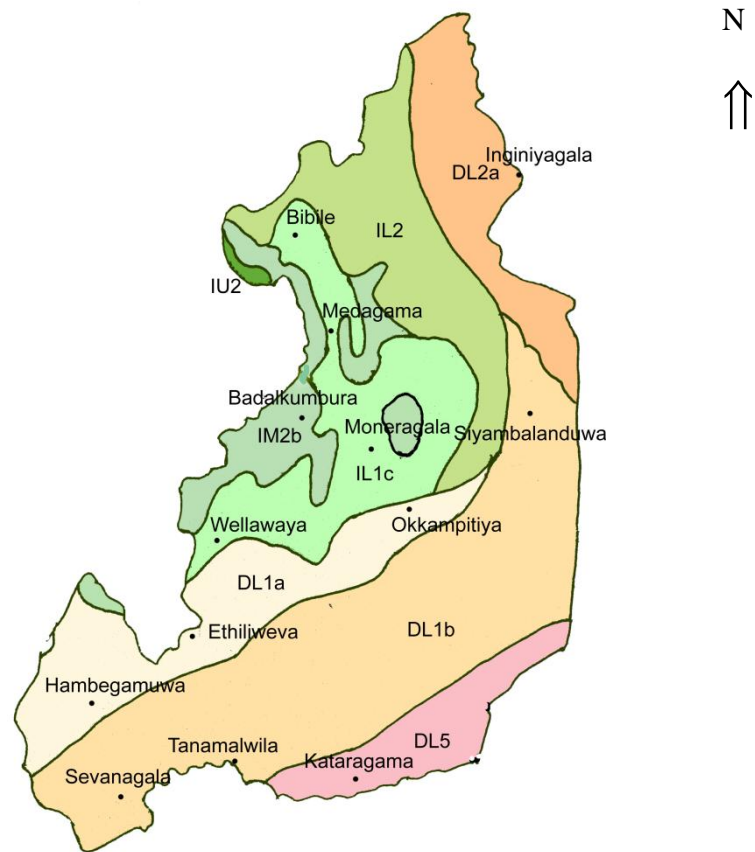 N
Inginiyagala
DL2a
Bibile
IL2
IU2
Medagama
Badalkumbura
Moneragala
IM2b
Siyambalanduwa
IL1c
Okkampitiya
Wellawaya
DL1a
Ethiliweva
DL1b
Hambegamuwa
Tanamalwila
DL5
Kataragama
Sevanagala